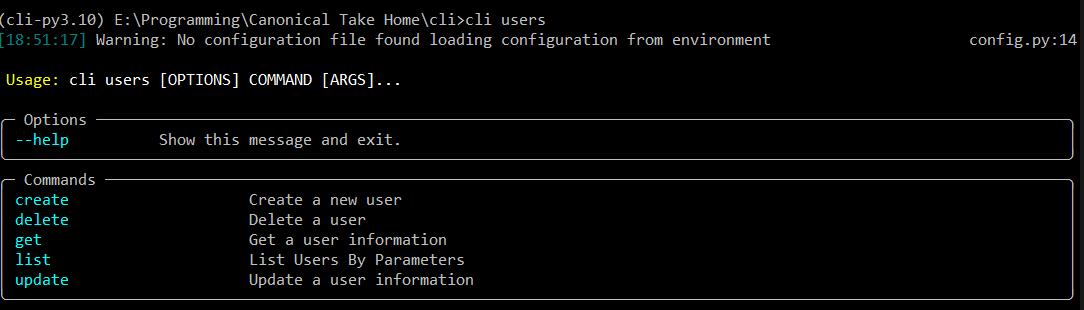 (cli-py3.10) E:\Programming\Canonical Take Home\cli>cli users
[18:51:17] Warning: No configuration file found loading configuration from environment config.py:14
Usage: cli users [OPTIONS] COMMAND [ARGS]...
Options
--help Show this message and exit.
Commands
create Create a new user
delete Delete a user
get Get a user information
list List Users By Parameters
update Update a user information